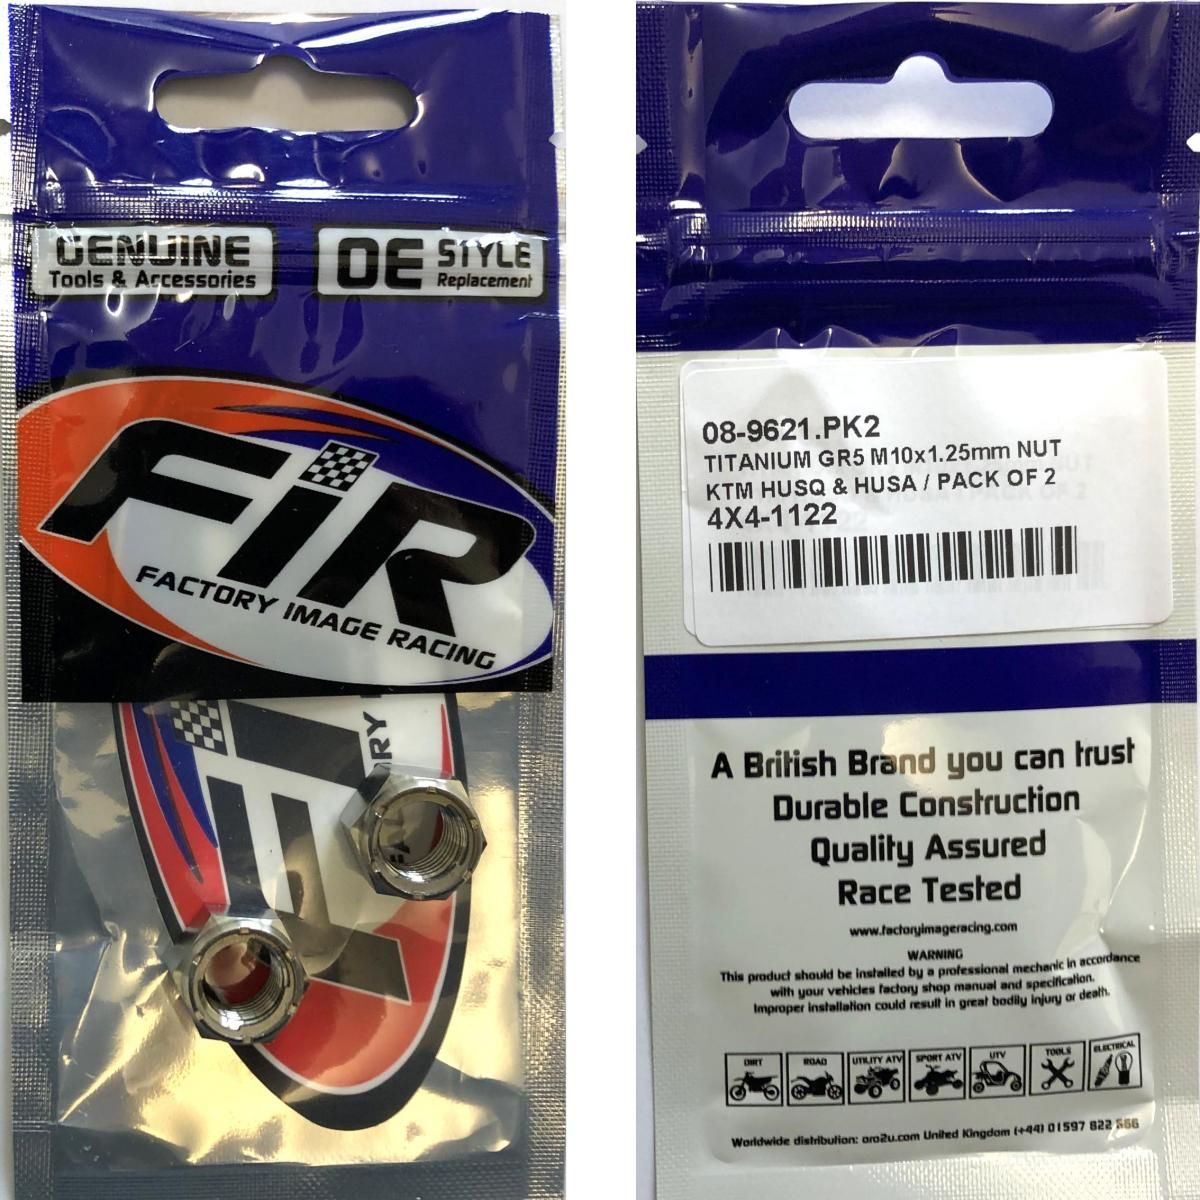 GENUINE
Tools & Accessories
OE STYLE
Replacement
FIR
FACTORY IMAGE RACING
08-9621.PK2
TITANIUM GR5 M10x1.25mm NUT
KTM HUSQ & HUSA / PACK OF 2
4X4-1122
A British Brand you can trust
Durable Construction
Quality Assured
Race Tested
www.factoryimageracing.com
WARNING
This product should be installed by a professional mechanic in accordance
with your vehicles factory shop manual and specification.
Improper installation could result in great bodily injury or death.
DIRT
ROAD
UTILITY ATV
SPORT ATV
UTV
TOOLS
ELECTRICAL
Worldwide distribution: oro2u.com United Kingdom (+44) 01597 822